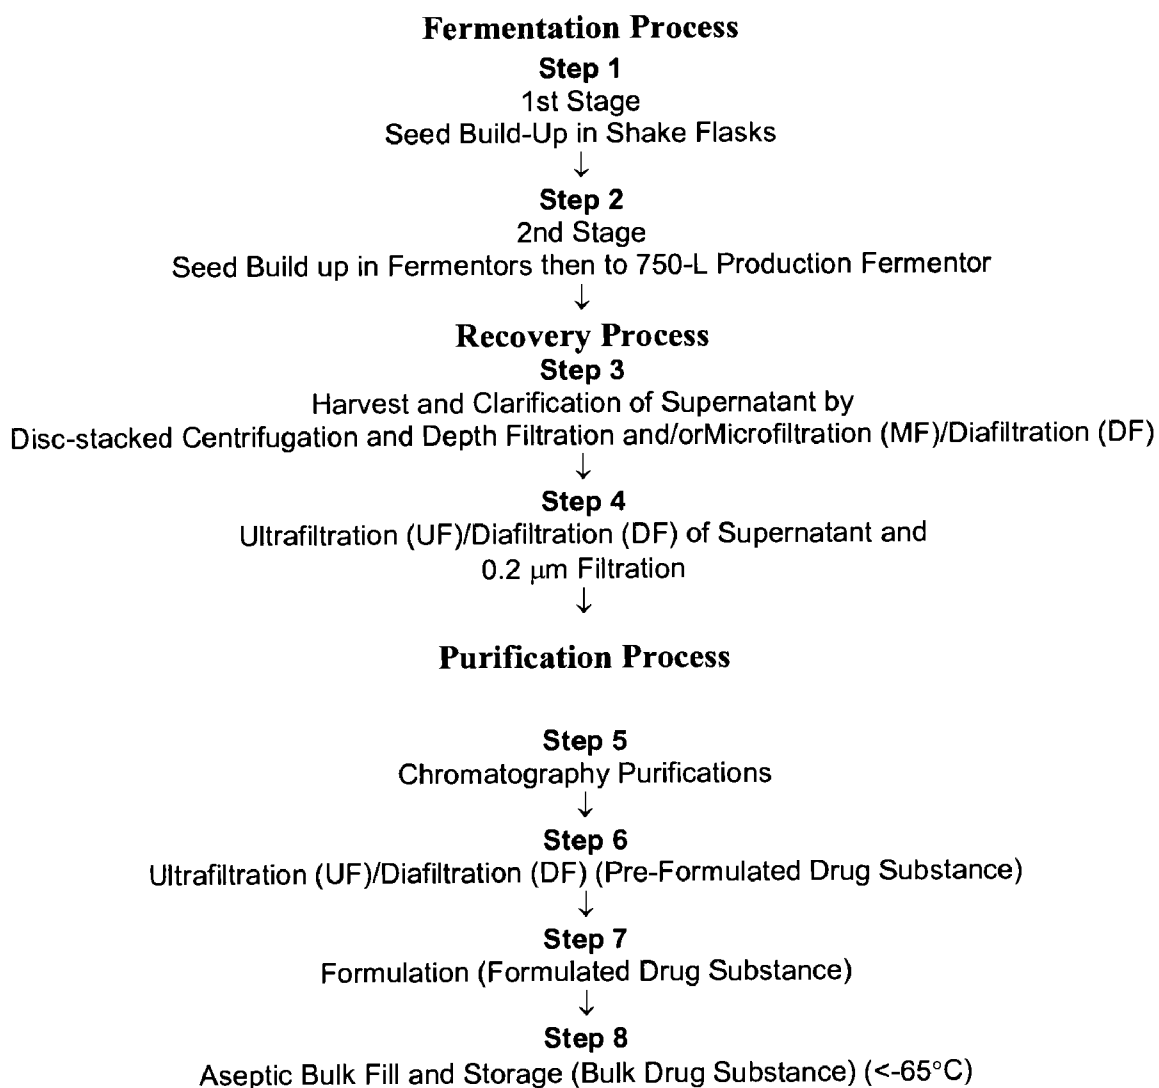 Fermentation Process
Step 1
1st Stage
Seed Build-Up in Shake Flasks
↓
Step 2
2nd Stage
Seed Build up in Fermentors then to 750-L Production Fermentor
↓
Recovery Process
Step 3
Harvest and Clarification of Supernatant by
Disc-stacked Centrifugation and Depth Filtration and/orMicrofiltration (MF)/Diafiltration (DF)
↓
Step 4
Ultrafiltration (UF)/Diafiltration (DF) of Supernatant and
0.2 μm Filtration
↓
Purification Process
Step 5
Chromatography Purifications
↓
Step 6
Ultrafiltration (UF)/Diafiltration (DF) (Pre-Formulated Drug Substance)
↓
Step 7
Formulation (Formulated Drug Substance)
↓
Step 8
Aseptic Bulk Fill and Storage (Bulk Drug Substance) (<-65°C)